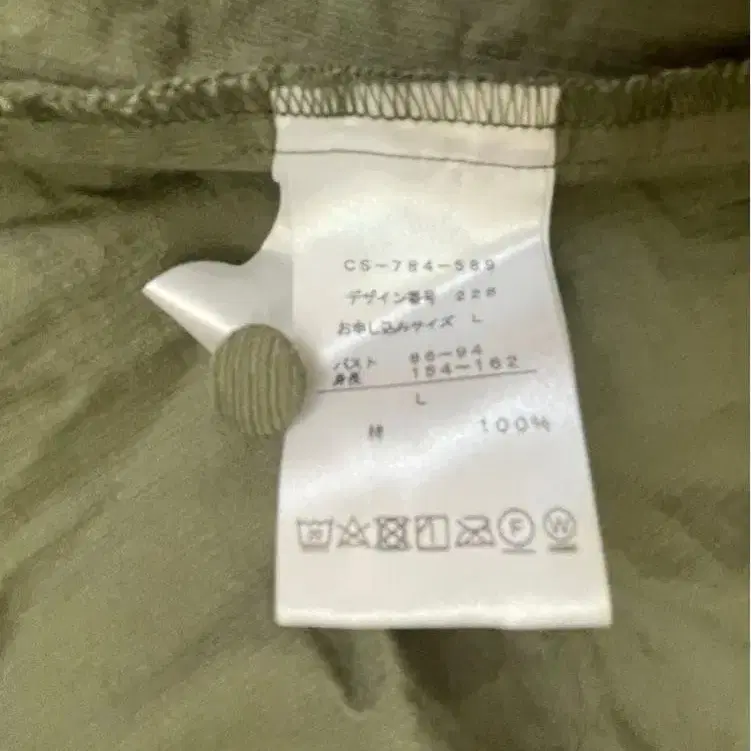 CS-784-589
デザイン番号 226
お申し込みサイズ L
バスト 86~94
身長 154~162
L
綿 100%
F W